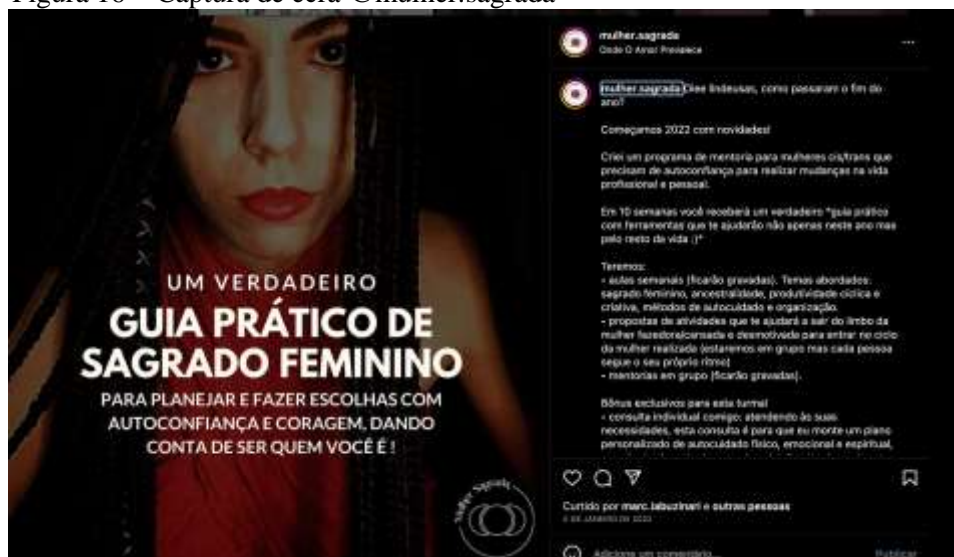 Figura 18 – Captura de cera @mulher.sagrada
UM VERDADEIRO
GUIA PRÁTICO DE
SAGRADO FEMININO
PARA PLANEJAR E FAZER ESCOLHAS COM
AUTOCONFIANÇA E CORAGEM, DANDO
CONTA DE SER QUEM VOCÊ É !
Mulher Sagrada
mulher.sagrada
Onde O Amor Prevalece
mulher.sagrada Oiee lindeusas, como passaram o fim do
ano?
Começamos 2022 com novidades!
Criei um programa de mentoria para mulheres cis/trans que
precisam de autoconfiança para realizar mudanças na vida
profissional e pessoal.
Em 10 semanas você receberá um verdadeiro "guia prático
com ferramentas que te ajudarão não apenas neste ano mas
pelo resto da vida :)"
Teremos:
- aulas semanais (ficarão gravadas). Temas abordados:
sagrado feminino, ancestralidade, produtividade cíclica e
criativa, métodos de autocuidado e organização.
- propostas de atividades que te ajudará a sair do limbo da
mulher fazedora/cansada e desmotivada para entrar no ciclo
da mulher realizada (estaremos em grupo mas cada pessoa
segue o seu próprio ritmo)
- mentorias em grupo (ficarão gravadas).
Bônus exclusivos para esta turma!
- consulta individual comigo: atendendo às suas
necessidades, esta consulta é para que eu monte um plano
personalizado de autocuidado físico, emocional e espiritual,
Curtido por marc.labuzinari e outras pessoas
DE JANEIRO DE 2022
Adicione um comentário...
Publicar